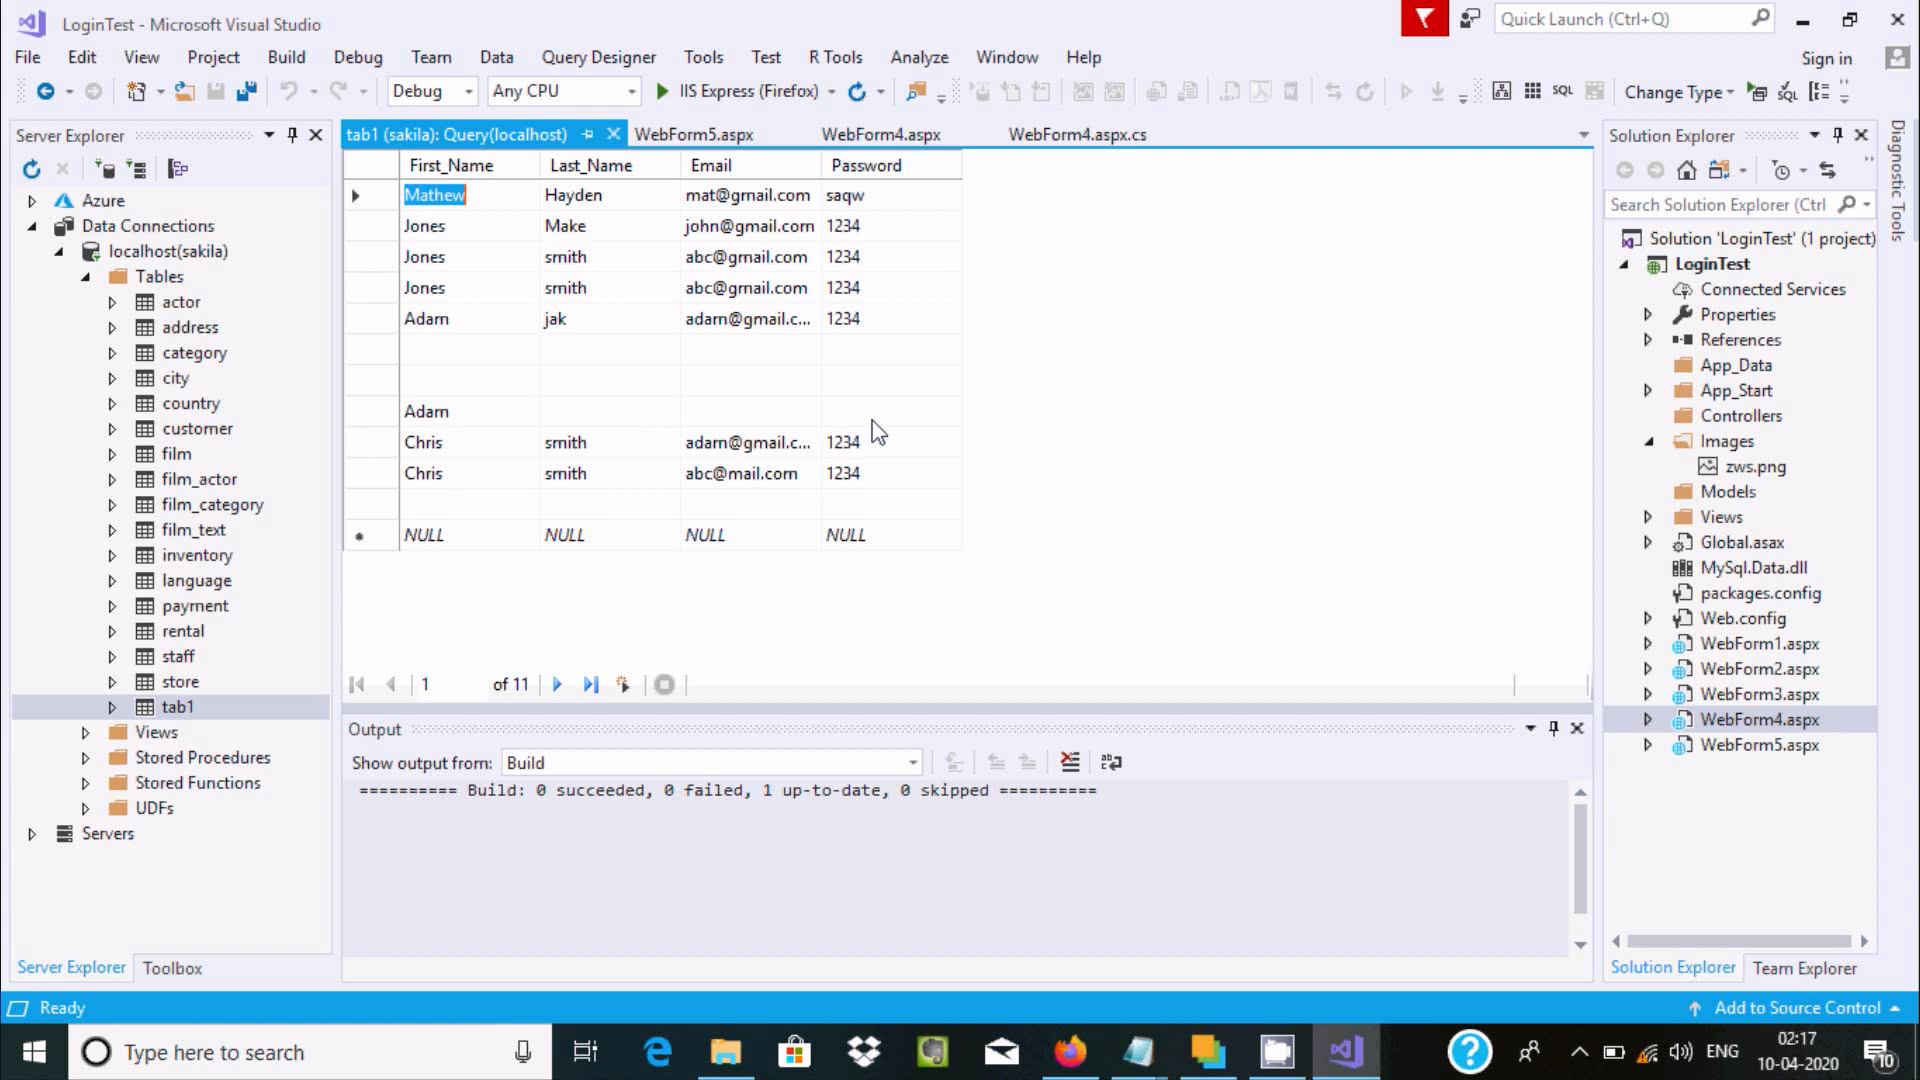 LoginTest - Microsoft Visual Studio
Quick Launch (Ctrl+Q)
File Edit View Project Build Debug Team Data Query Designer Tools Test R Tools Analyze Window Help
Sign in
Debug Any CPU IIS Express (Firefox) SQL Change Type SQL
Server Explorer
Azure
Data Connections
localhost(sakila)
Tables
actor
address
category
city
country
customer
film
film_actor
film_category
film_text
inventory
language
payment
rental
staff
store
tab1
Views
Stored Procedures
Stored Functions
UDFs
Servers
Server Explorer Toolbox
tab1 (sakila): Query(localhost) WebForm5.aspx WebForm4.aspx WebForm4.aspx.cs
First_Name Last_Name Email Password
Mathew Hayden mat@gmail.com saqw
Jones Make john@gmail.com 1234
Jones smith abc@gmail.com 1234
Jones smith abc@gmail.com 1234
Adam jak adam@gmail.c... 1234
Adam
Chris smith adam@gmail.c... 1234
Chris smith abc@mail.com 1234
NULL NULL NULL NULL
1 of 11
Output
Show output from: Build
========== Build: 0 succeeded, 0 failed, 1 up-to-date, 0 skipped ==========
Solution Explorer
Search Solution Explorer (Ctrl
Solution 'LoginTest' (1 project)
LoginTest
Connected Services
Properties
References
App_Data
App_Start
Controllers
Images
zws.png
Models
Views
Global.asax
MySql.Data.dll
packages.config
Web.config
WebForm1.aspx
WebForm2.aspx
WebForm3.aspx
WebForm4.aspx
WebForm5.aspx
Solution Explorer Team Explorer
Diagnostic Tools
Ready
Add to Source Control
Type here to search
ENG
02:17
10-04-2020
10